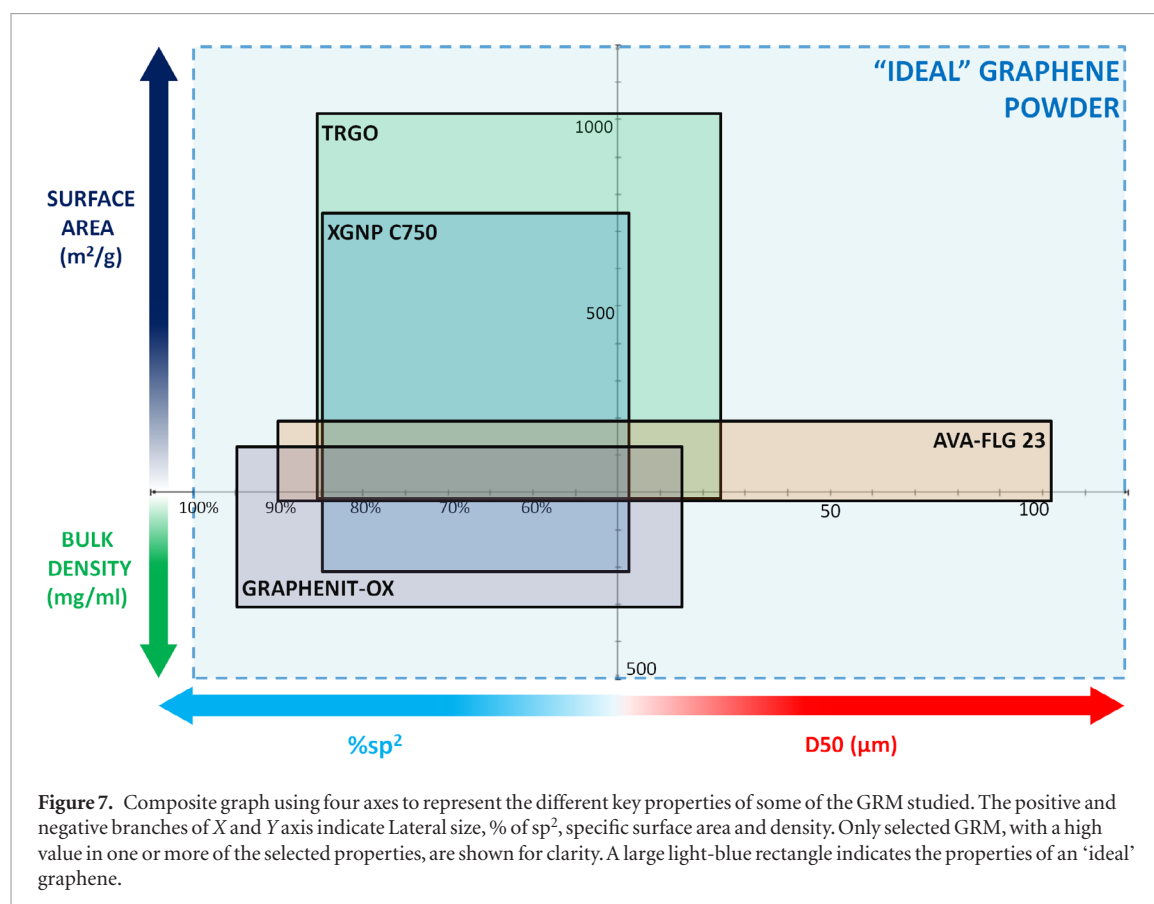 “IDEAL” GRAPHENE
POWDER
TRGO
1000
SURFACE
AREA
(m²/g)
XGNP C750
500
AVA-FLG 23
100%
90%
80%
70%
60%
50
100
BULK
DENSITY
(mg/ml)
GRAPHENIT-OX
500
%sp²
D50 (µm)
Figure 7. Composite graph using four axes to represent the different key properties of some of the GRM studied. The positive and
negative branches of X and Y axis indicate Lateral size, % of sp², specific surface area and density. Only selected GRM, with a high
value in one or more of the selected properties, are shown for clarity. A large light-blue rectangle indicates the properties of an ‘ideal’
graphene.